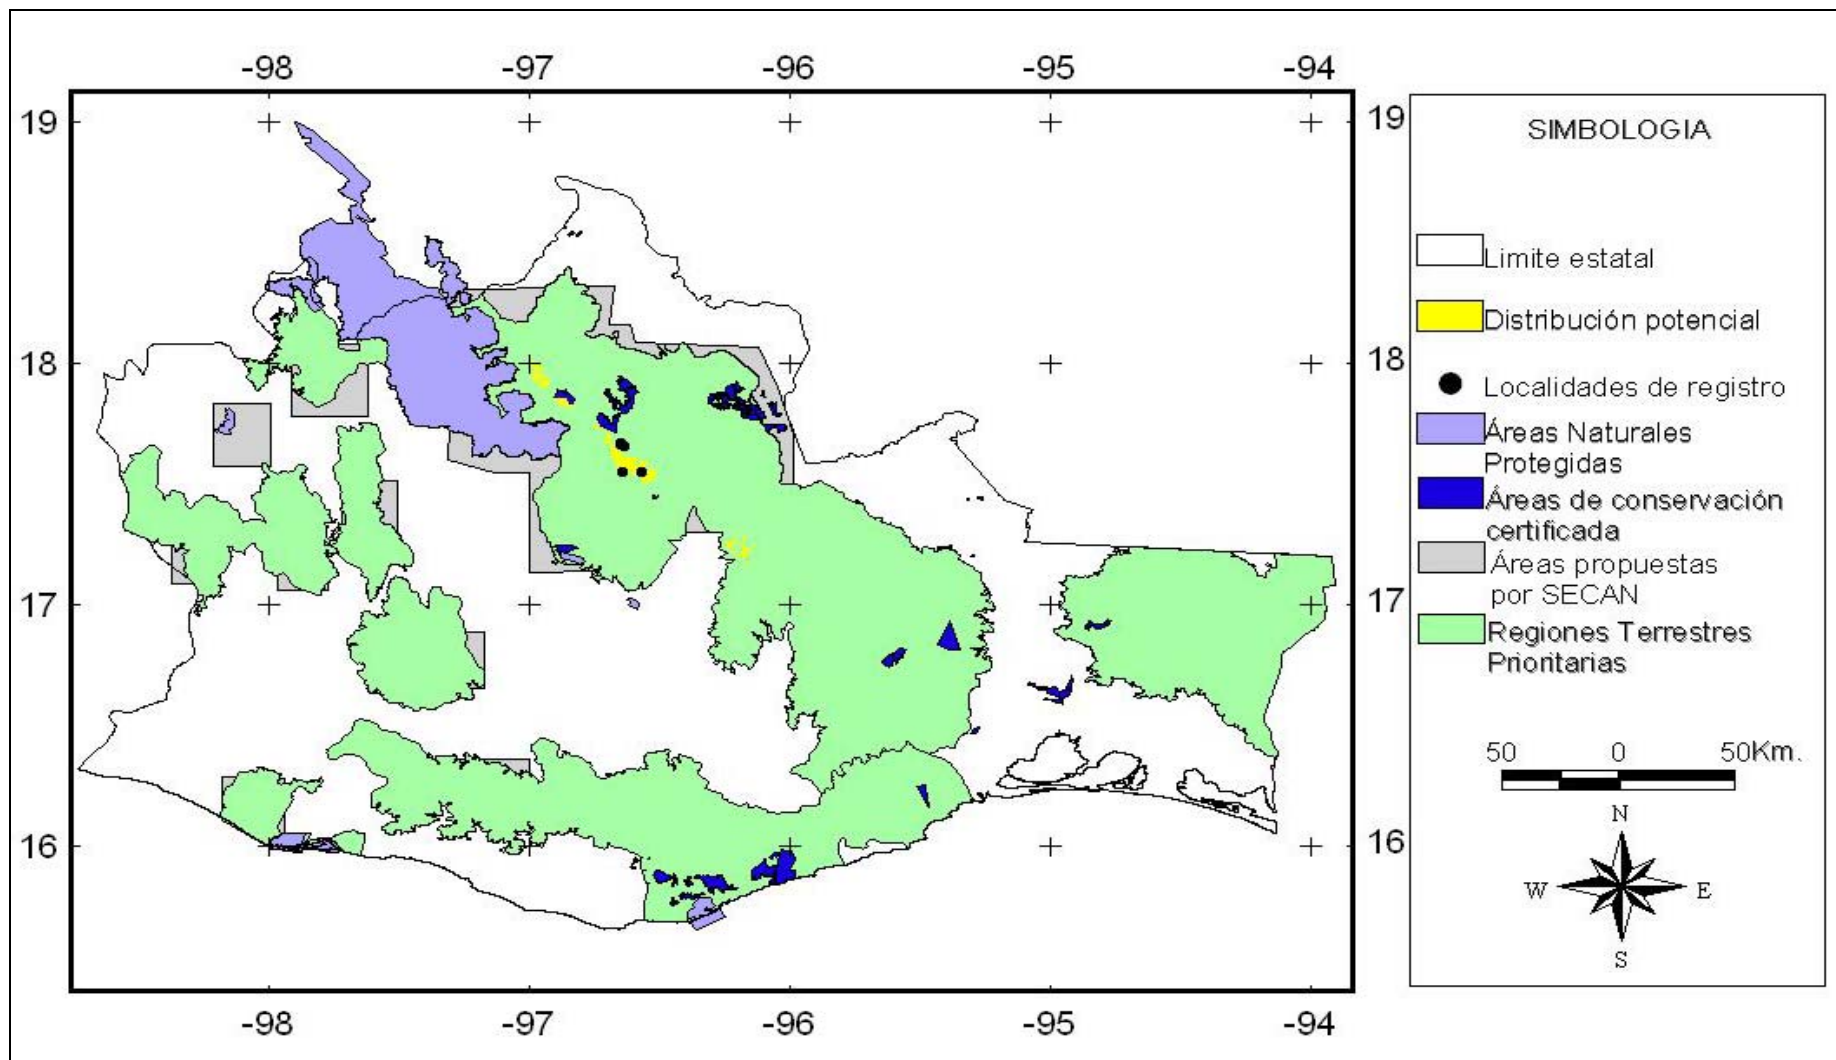 -98 -97 -96 -95 -94
19 19
SIMBOLOGIA
Limite estatal
Distribución potencial
18 18
Localidades de registro
Áreas Naturales
Protegidas
Áreas de conservación
certificada
Áreas propuestas
por SECAN
17 17
Regiones Terrestres
Prioritarias
50 0 50Km.
N
16 16
W E
S
-98 -97 -96 -95 -94